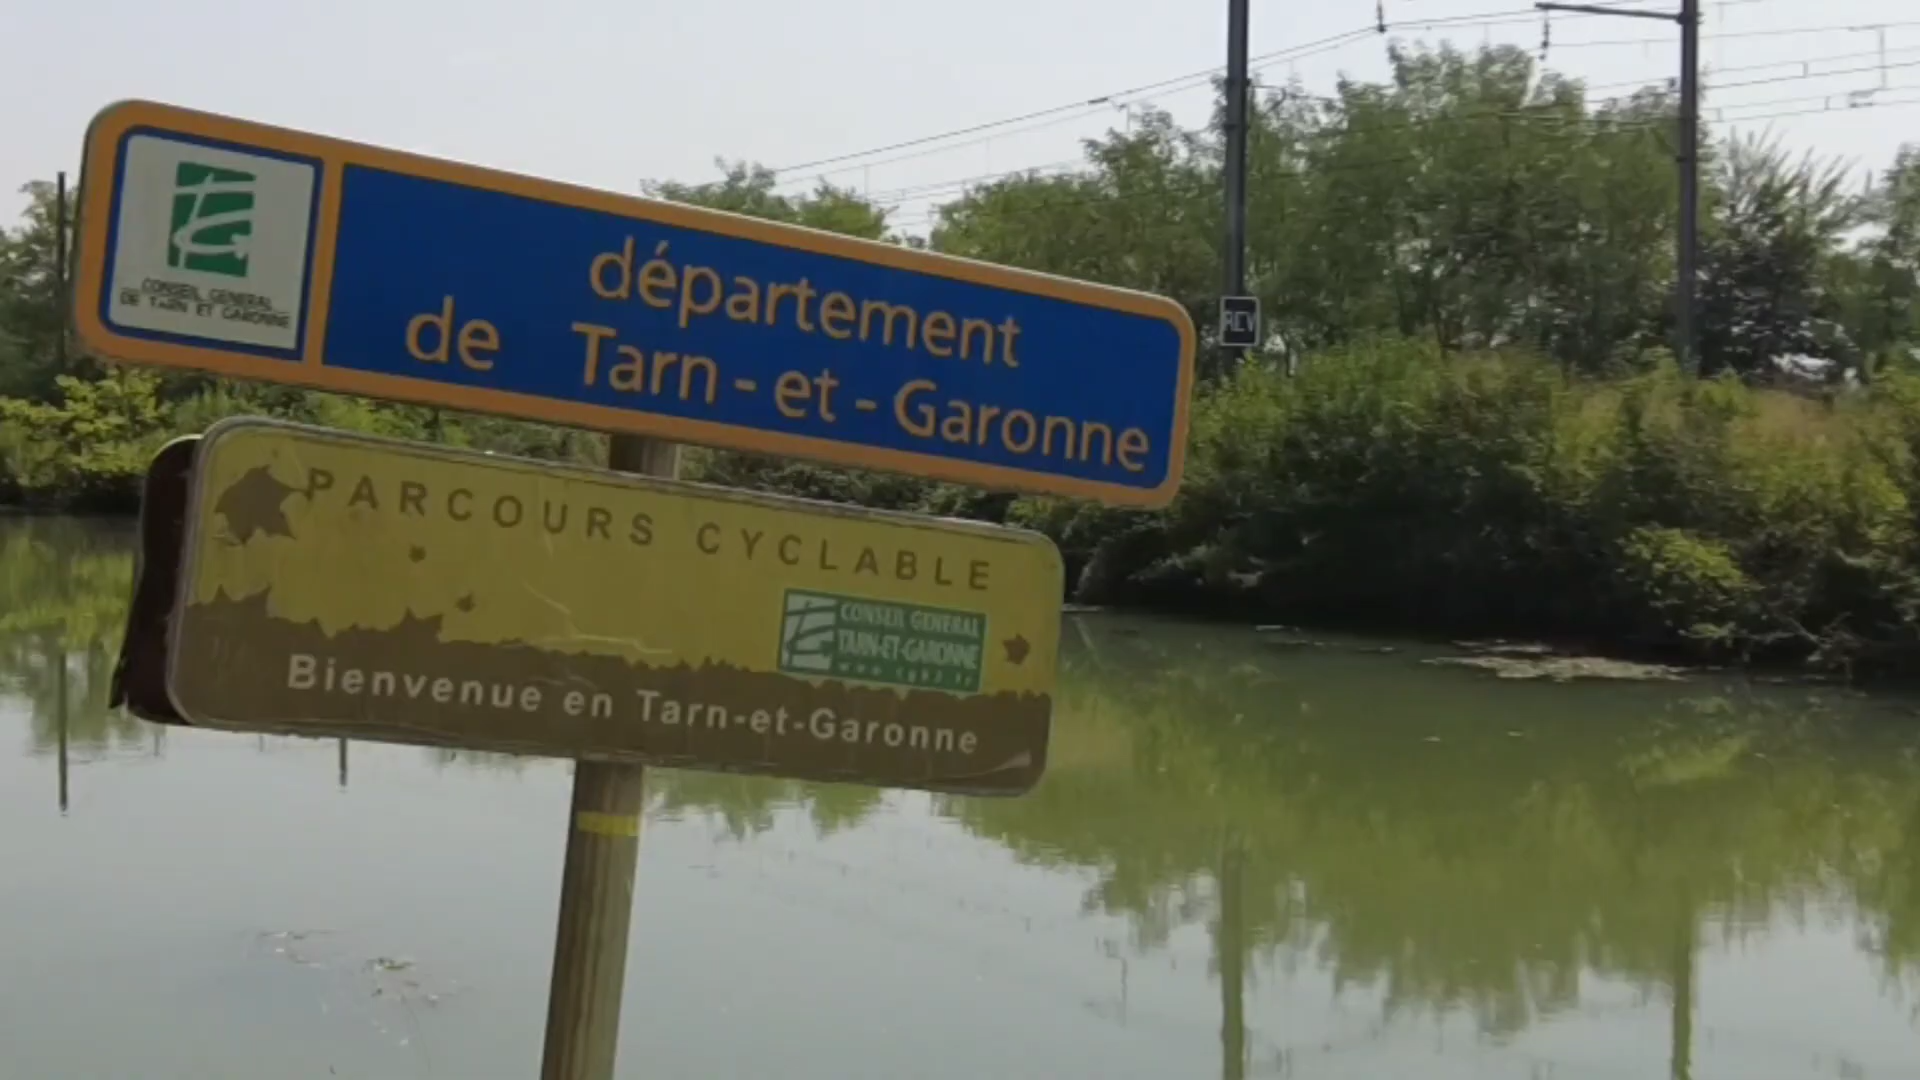 CONSEIL GENERAL
DE TARN ET GARONNE
département
de Tarn-et-Garonne
PARCOURS CYCLABLE
CONSEIL GENERAL
TARN-ET-GARONNE
Bienvenue en Tarn-et-Garonne